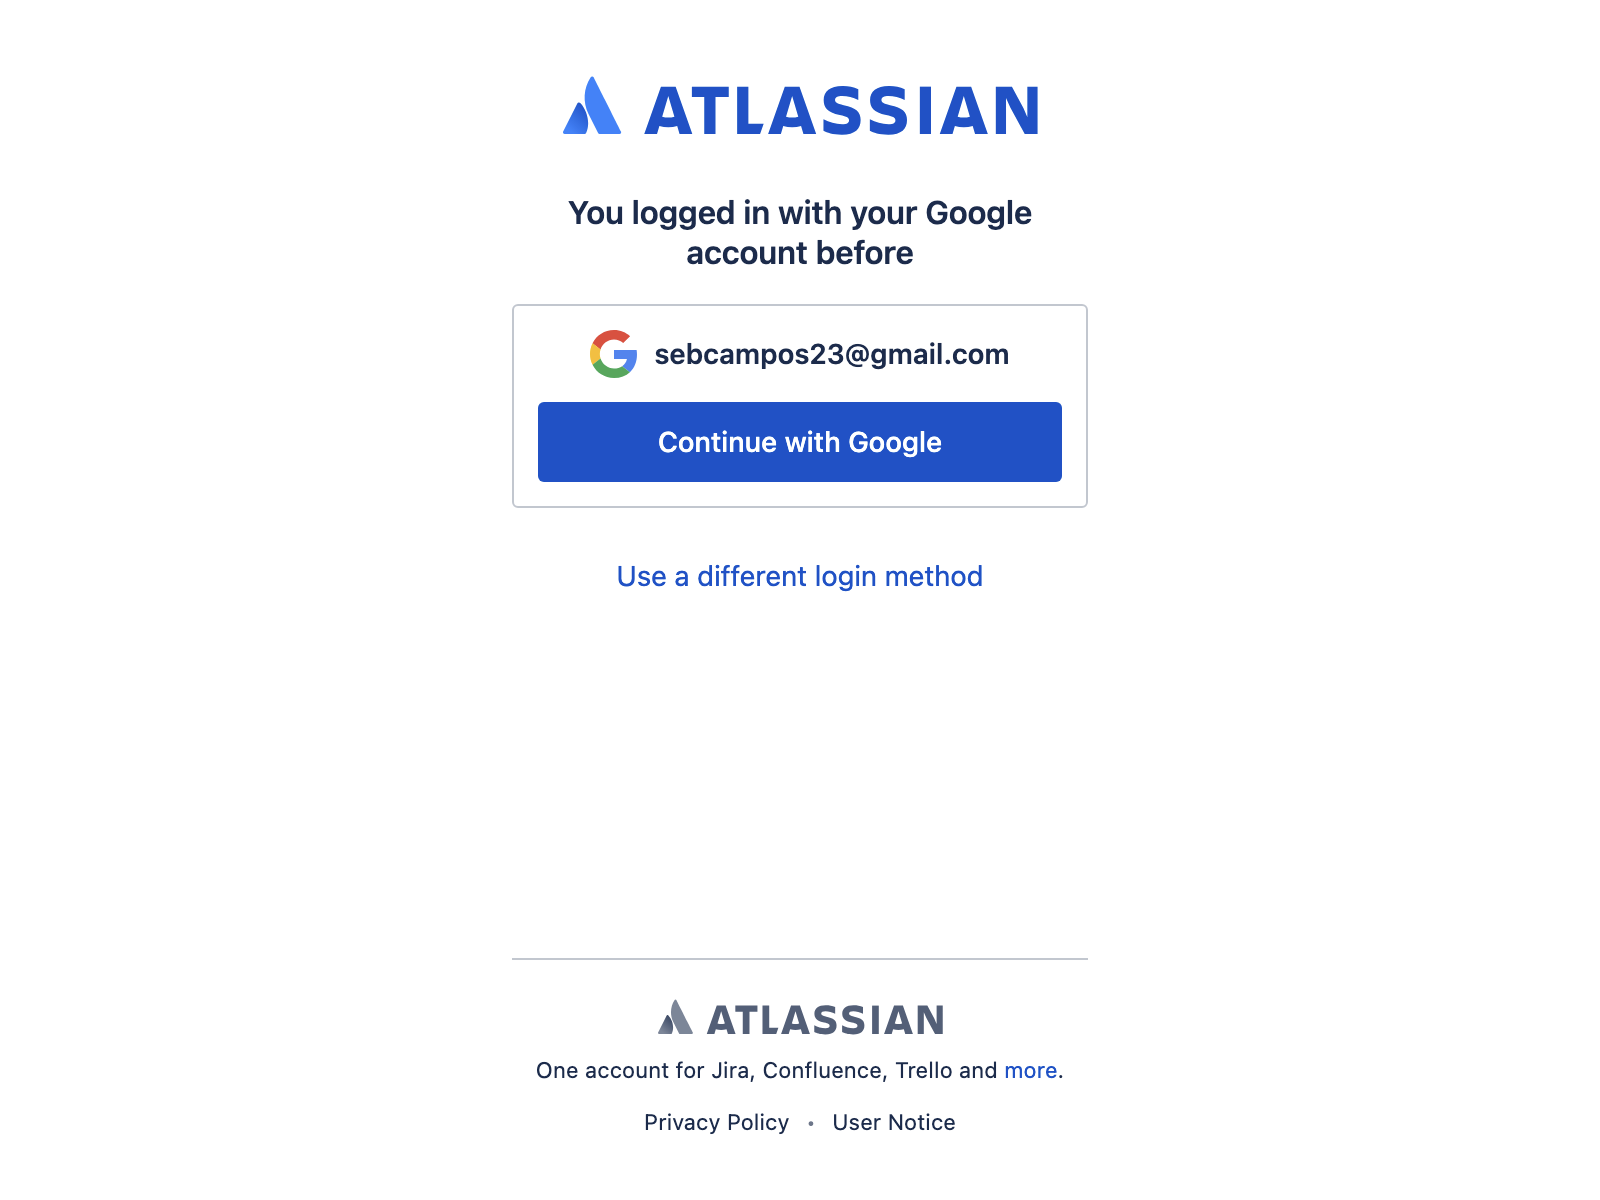 ATLASSIAN
You logged in with your Google
account before
sebcampos23@gmail.com
Continue with Google
Use a different login method
ATLASSIAN
One account for Jira, Confluence, Trello and more.
Privacy Policy • User Notice